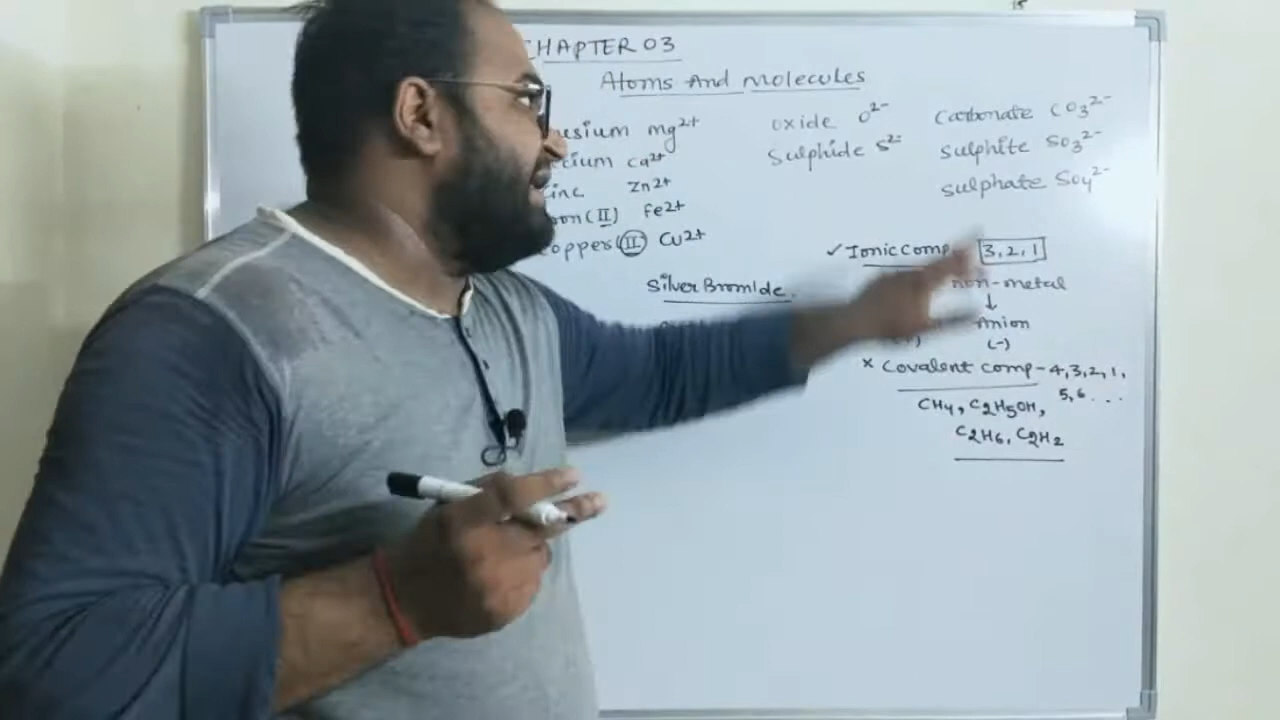 CHAPTER 03
Atoms And Molecules
esium mg2+
cium ca2+
inc Zn2+
on (II) Fe2+
opper (II) Cu2+
oxide O2-
Sulphide S2-
Carbonate CO32-
sulphite SO32-
sulphate SO42-
Silver Bromide.
✓ Ionic comp 3,2,1
non-metal
↓
Anion
(-)
× Covalent comp - 4,3,2,1,
5,6...
CH4, C2H5OH,
C2H6, C2H2